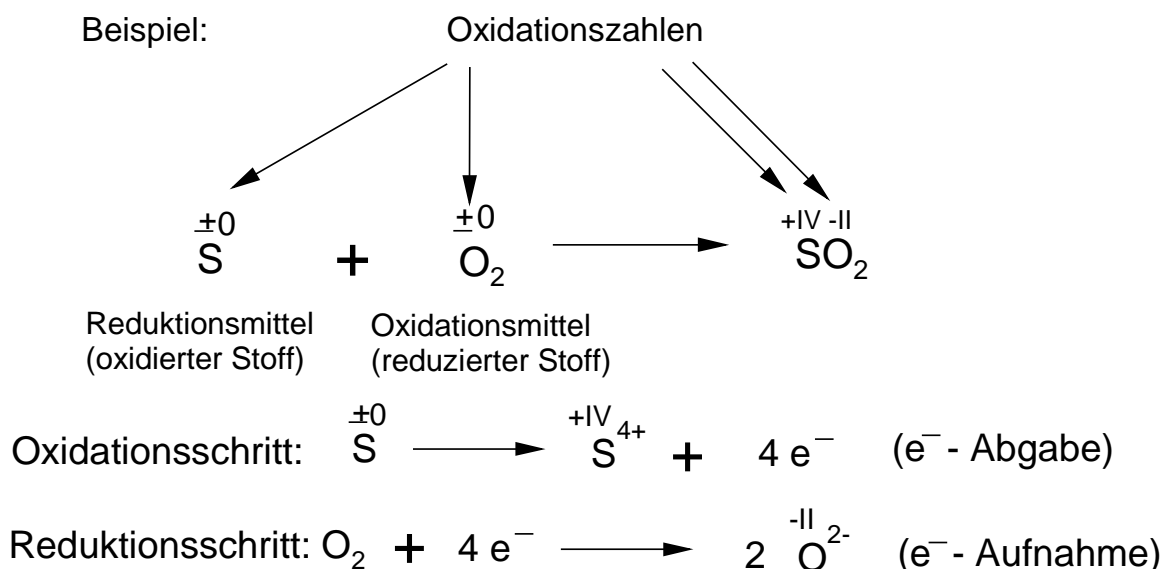 Beispiel: Oxidationszahlen
±0 ±0 +IV -II
S + O₂ SO₂
Reduktionsmittel Oxidationsmittel
(oxidierter Stoff) (reduzierter Stoff)
±0 +IV
Oxidationsschritt: S S⁴⁺ + 4 e⁻ (e⁻ - Abgabe)
-II
Reduktionsschritt: O₂ + 4 e⁻ 2 O²⁻ (e⁻ - Aufnahme)